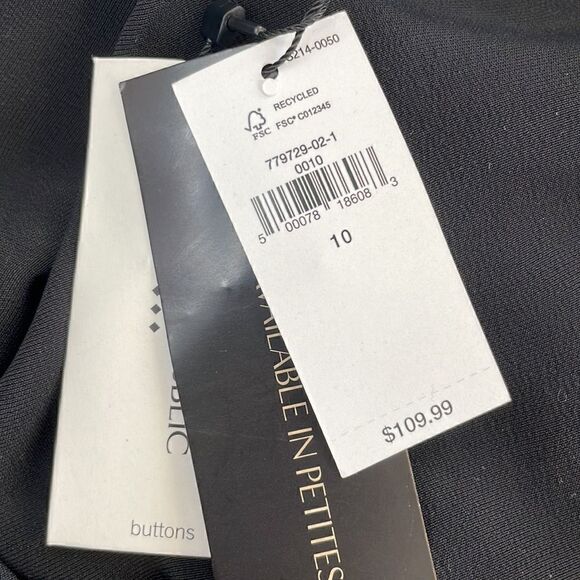 5214-0050
RECYCLED
FSC® C012345
FSC
779729-02-1
0010
5 00078 18608 3
10
$109.99
AVAILABLE IN PETITES
BLIC
buttons